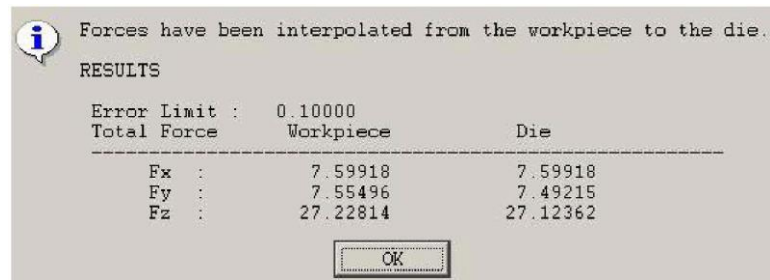 Forces have been interpolated from the workpiece to the die.
RESULTS
Error Limit : 0.10000
Total Force Workpiece Die
Fx : 7.59918 7.59918
Fy : 7.55496 7.49215
Fz : 27.22814 27.12362
OK